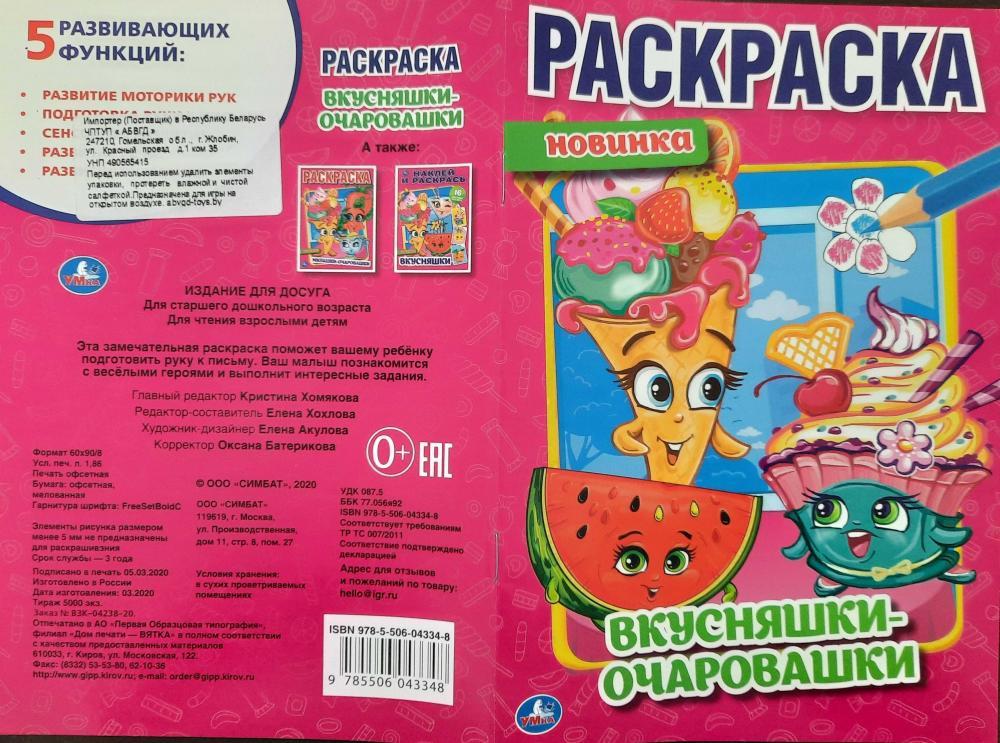 5 РАЗВИВАЮЩИХ
ФУНКЦИЙ:
• РАЗВИТИЕ МОТОРИКИ РУК
• ПОДГОТОВКА
• СЕНС
• РАЗВ
• РАЗВ
Импортер (Поставщик) в Республику Беларусь
ЧПТУП « АБВГД »
247210, Гомельская обл., г. Жлобин,
ул. Красный проезд д.1 ком 35
УНП 490565415
Перед использованием удалить элементы
упаковки, протереть влажной и чистой
салфеткой.Предназначена для игры на
открытом воздухе. abvgd-toys.by
УМка
РАСКРАСКА
ВКУСНЯШКИ-
ОЧАРОВАШКИ
А также:
РАСКРАСКА
МИЛАШКИ-ОЧАРОВАШКИ
НАКЛЕЙ
И РАСКРАСЬ
16
ВКУСНЯШКИ
ИЗДАНИЕ ДЛЯ ДОСУГА
Для старшего дошкольного возраста
Для чтения взрослыми детям
Эта замечательная раскраска поможет вашему ребёнку
подготовить руку к письму. Ваш малыш познакомится
с весёлыми героями и выполнит интересные задания.
Главный редактор Кристина Хомякова
Редактор-составитель Елена Хохлова
Художник-дизайнер Елена Акулова
Корректор Оксана Батерикова
0+ ЕАС
Формат 60х90/8
Усл. печ. л. 1,86
Печать офсетная
Бумага: офсетная,
мелованная
Гарнитура шрифта: FreeSetBoldC
Элементы рисунка размером
менее 5 мм не предназначены
для раскрашивезния
Срок службы — 3 года
Подписано в печать 05.03.2020
Изготовлено в России
Дата изготовления: 03.2020
Тираж 5000 экз.
Заказ № ВЗК-04238-20.
Отпечатано в АО «Первая Образцовая типография»,
филиал «Дом печати — ВЯТКА» в полном соответствии
с качеством предоставленных материалов
610033, г. Киров, ул. Московская, 122.
Факс: (8332) 53-53-80, 62-10-36
http://www.gipp.kirov.ru; e-mail: order@gipp.kirov.ru
© ООО «СИМБАТ», 2020
ООО «СИМБАТ»
119619, г. Москва,
ул. Производственная,
дом 11, стр. 8, пом. 27
Условия хранения:
в сухих проветриваемых
помещениях
УДК 087.5
ББК 77.056я92
ISBN 978-5-506-04334-8
Соответствует требованиям
ТР ТС 007/2011
Соответствие подтверждено
декларацией
Адрес для отзывов
и пожеланий по товару:
hello@igr.ru
ISBN 978-5-506-04334-8
9 785506 043348
РАСКРАСКА
новинка
ВКУСНЯШКИ-
ОЧАРОВАШКИ
УМка